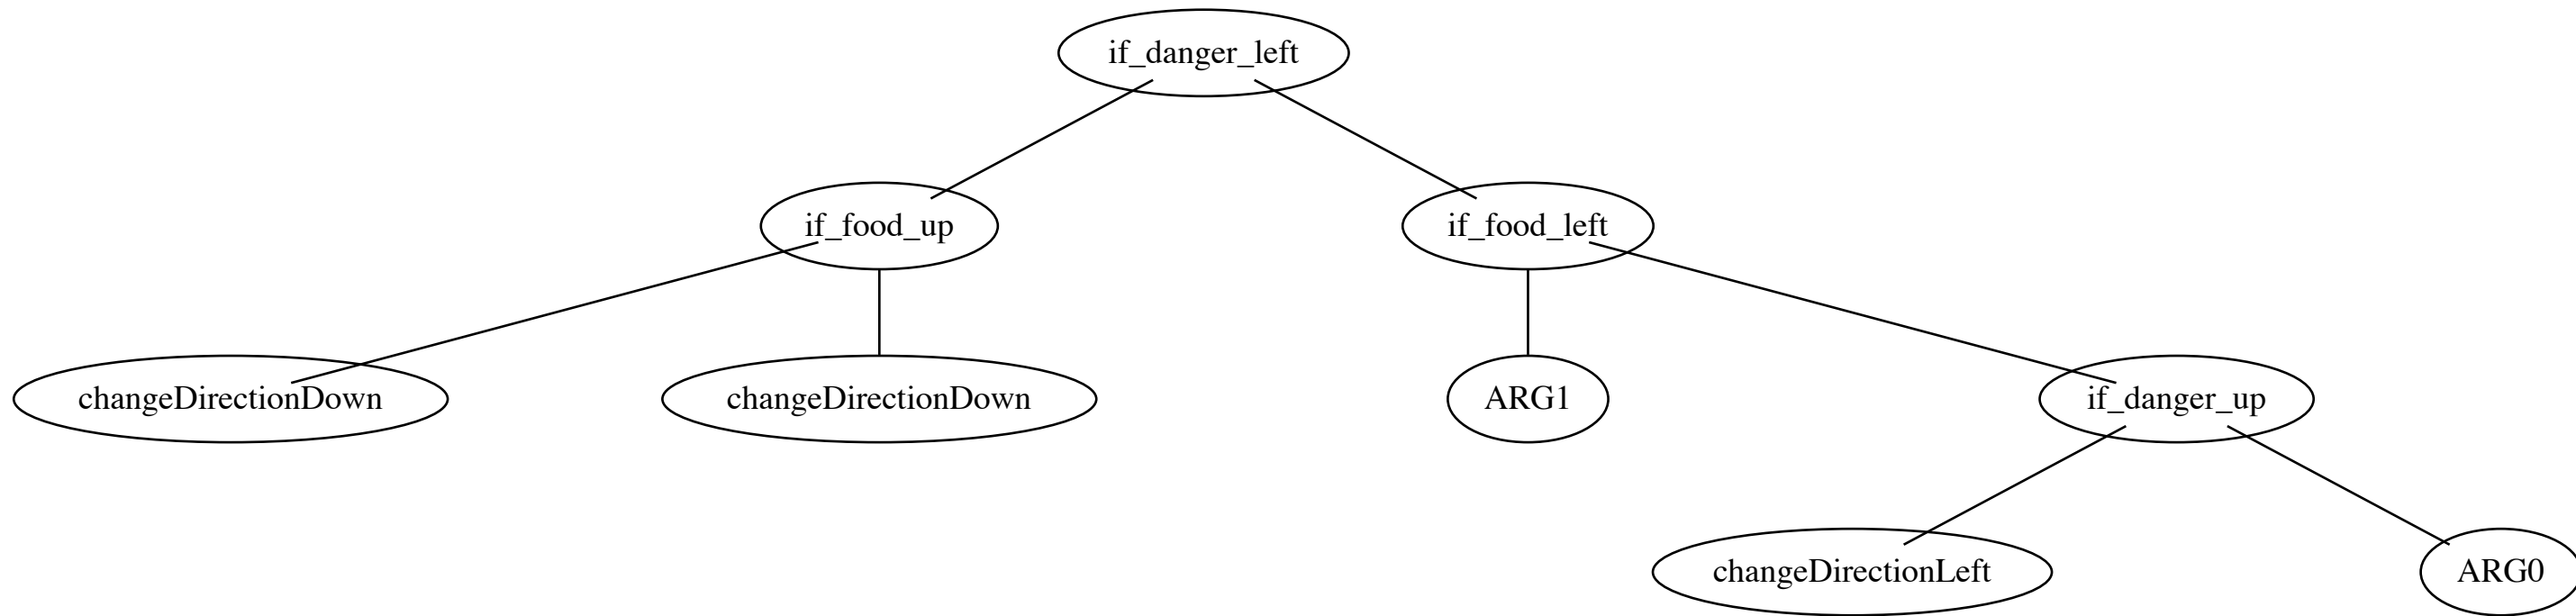 if_danger_left
if_food_up
if_food_left
changeDirectionDown
changeDirectionDown
ARG1
if_danger_up
changeDirectionLeft
ARG0